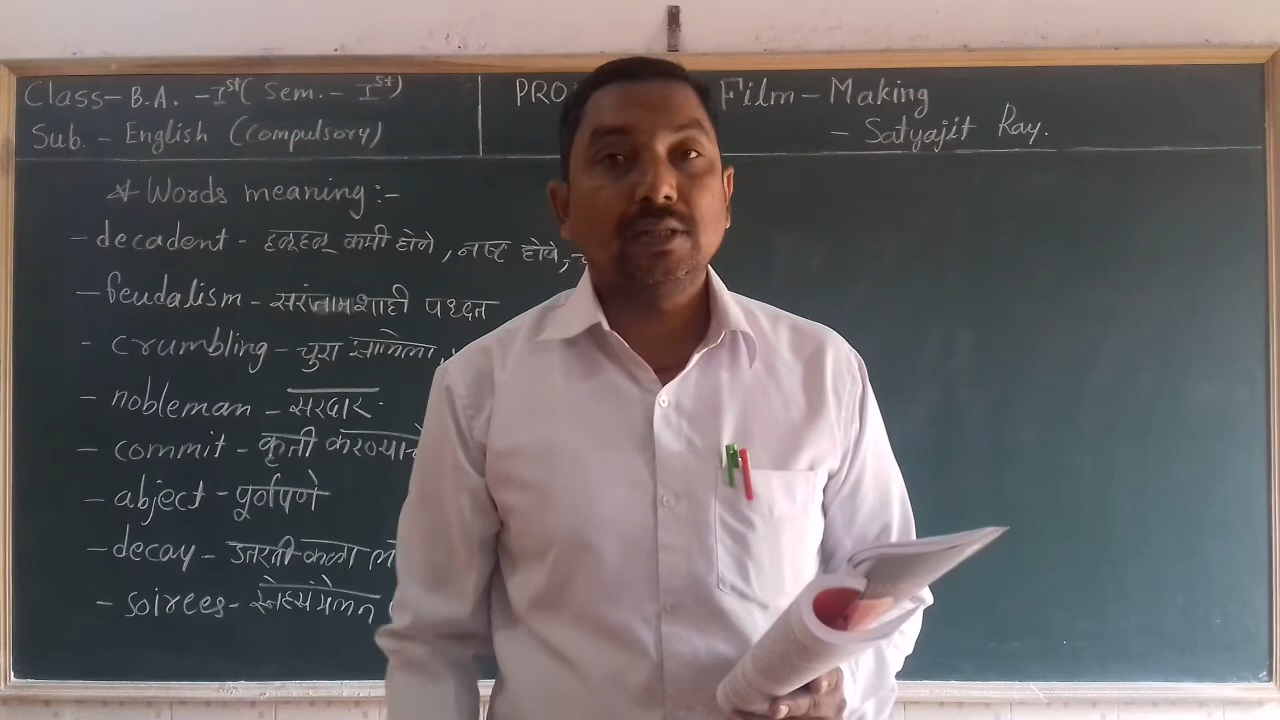 Class- B.A. - Ist ( Sem. - Ist)
Sub. - English (Compulsory)
PRO
Film - Making
- Satyajit Ray.
* Words meaning :-
- decadent - हळूहळू कमी होणे, नष्ट होणे,
- feudalism - सरंजामशाही पध्दत
- crumbling - चुरा झालेला,
- nobleman - सरदार
- commit - कृती करण्याचे
- abject - पूर्णपणे
- decay - उतरती कळा
- soirees - स्नेहसंमेलन